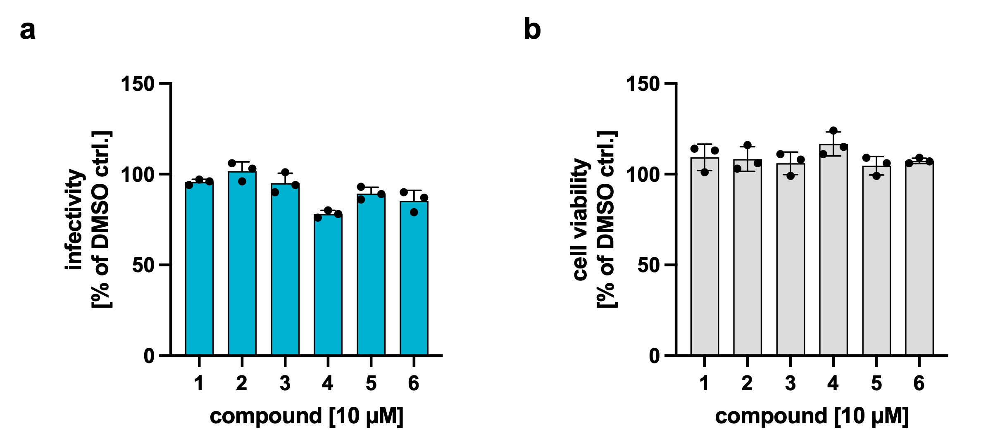 a
infectivity
[% of DMSO ctrl.]
150
100
50
0
1 2 3 4 5 6
compound [10 µM]
b
cell viability
[% of DMSO ctrl.]
150
100
50
0
1 2 3 4 5 6
compound [10 µM]